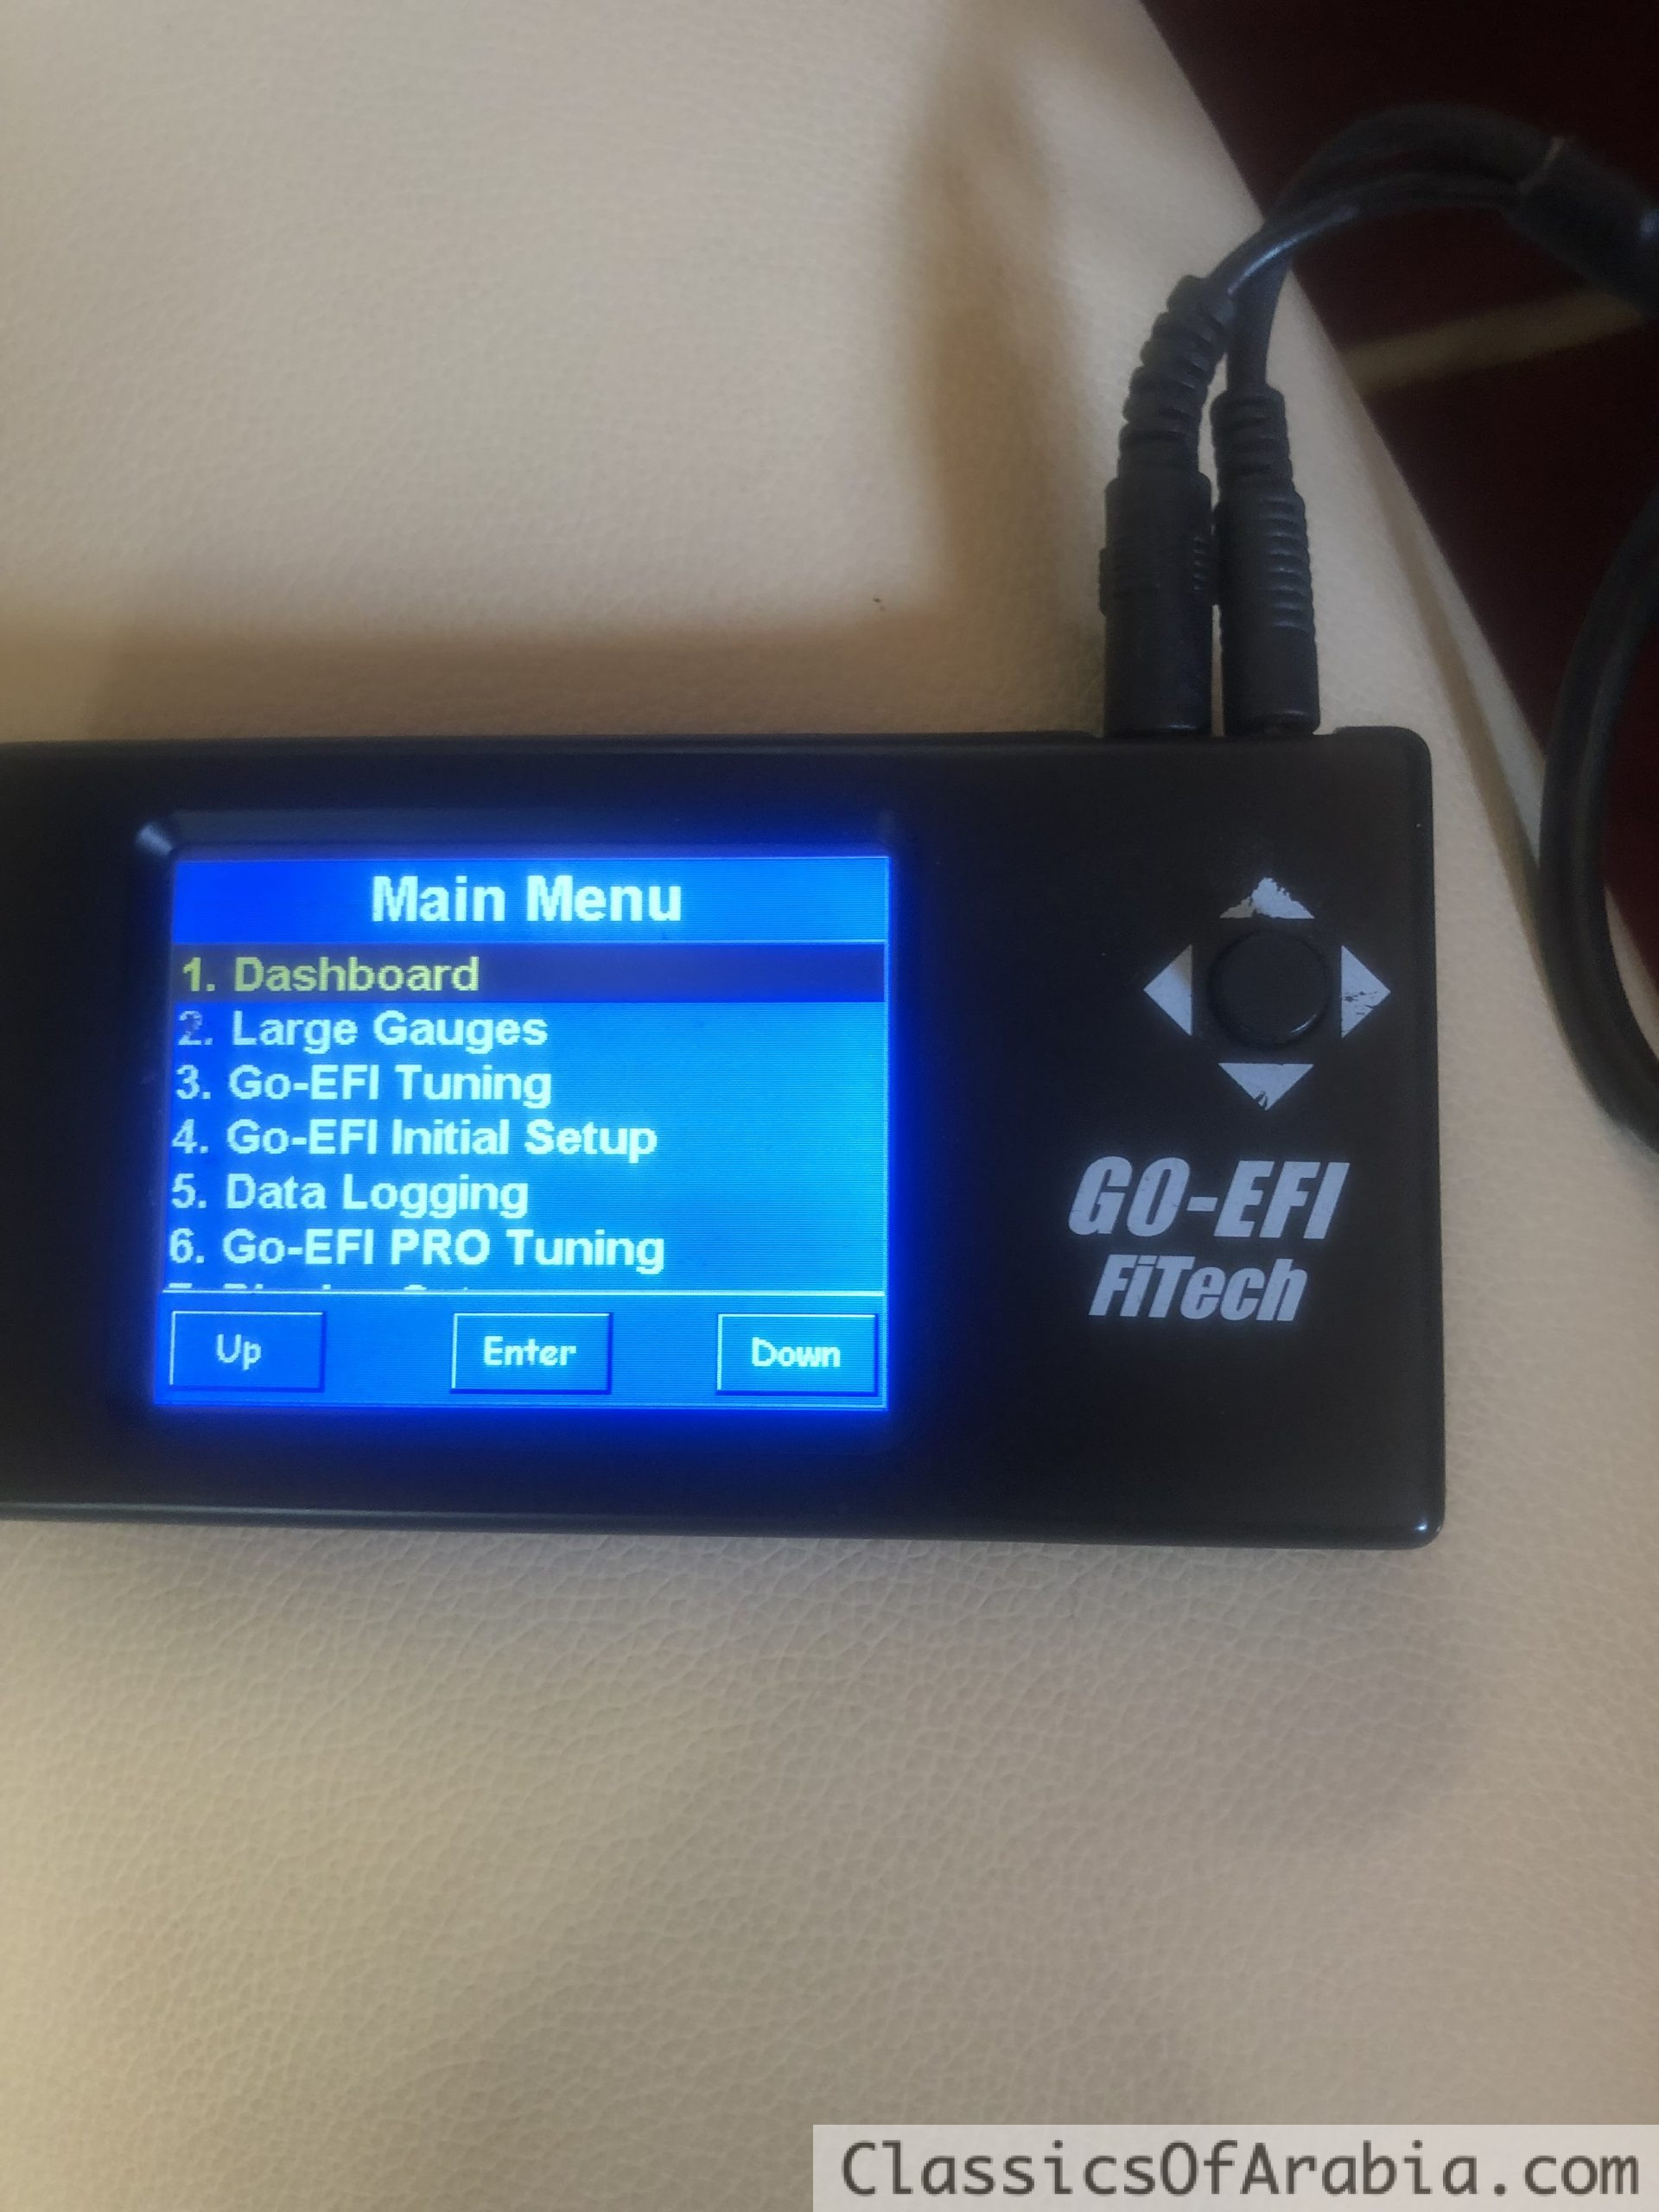 Main Menu
1. Dashboard
2. Large Gauges
3. Go-EFI Tuning
4. Go-EFI Initial Setup
5. Data Logging
6. Go-EFI PRO Tuning
Up Enter Down
GO-EFI
FiTech
ClassicsOfArabia.com